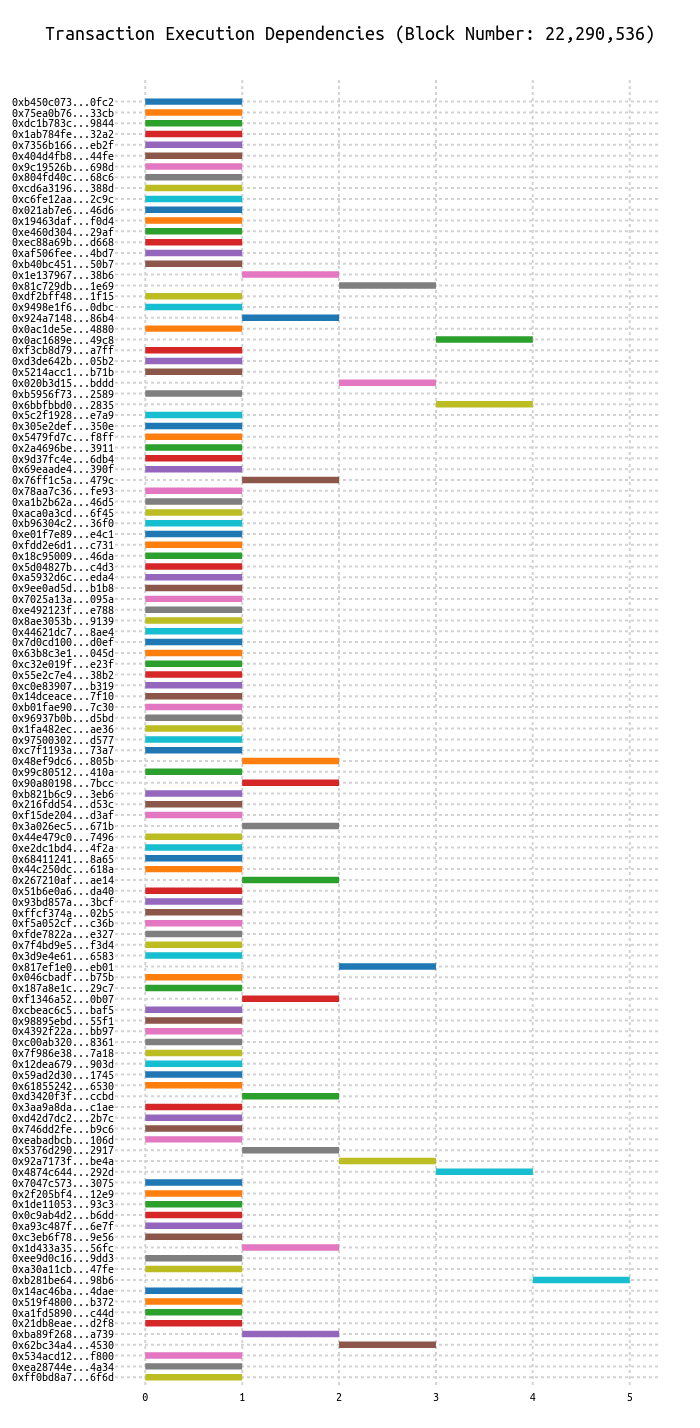 Transaction Execution Dependencies (Block Number: 22,290,536)
0xb450c073...0fc2
0x75ea0b76...33cb
0xdc1b783c...9844
0x1ab784fe...32a2
0x7356b166...eb2f
0x404d4fb8...44fe
0x9c19526b...698d
0x804fd40c...68c6
0xcd6a3196...388d
0xc6fe12aa...2c9c
0x021ab7e6...46d6
0x19463daf...f0d4
0xe460d304...29af
0xec88a69b...d668
0xaf506fee...4bd7
0xb40bc451...50b7
0x1e137967...38b6
0x81c729db...1e69
0xdf2bff48...1f15
0x9498e1f6...0dbc
0x924a7148...86b4
0x0ac1de5e...4880
0x0ac1689e...49c8
0xf3cb8d79...a7ff
0xd3de642b...05b2
0x5214acc1...b71b
0x020b3d15...bddd
0xb5956f73...2589
0x6bbfbbd0...2835
0x5c2f1928...e7a9
0x305e2def...350e
0x5479fd7c...f8ff
0x2a4696be...3911
0x9d37fc4e...6db4
0x69eaade4...390f
0x76ff1c5a...479c
0x78aa7c36...fe93
0xa1b2b62a...46d5
0xaca0a3cd...6f45
0xb96304c2...36f0
0xe01f7e89...e4c1
0xfdd2e6d1...c731
0x18c95009...46da
0x5d04827b...c4d3
0xa5932d6c...eda4
0x9ee0ad5d...b1b8
0x7025a13a...095a
0xe492123f...e788
0x8ae3053b...9139
0x44621dc7...8ae4
0x7d0cd100...d0ef
0x63b8c3e1...045d
0xc32e019f...e23f
0x55e2c7e4...38b2
0xc0e83907...b319
0x14dceace...7f10
0xb01fae90...7c30
0x96937b0b...d5bd
0x1fa482ec...ae36
0x97500302...d577
0xc7f1193a...73a7
0x48ef9dc6...805b
0x99c80512...410a
0x90a80198...7bcc
0xb821b6c9...3eb6
0x216fdd54...d53c
0xf15de204...d3af
0x3a026ec5...671b
0x44e479c0...7496
0xe2dc1bd4...4f2a
0x68411241...8a65
0x44c250dc...618a
0x267210af...ae14
0x51b6e0a6...da40
0x93bd857a...3bcf
0xffcf374a...02b5
0xf5a052cf...c36b
0xfde7822a...e327
0x7f4bd9e5...f3d4
0x3d9e4e61...6583
0x817ef1e0...eb01
0x046cbadf...b75b
0x187a8e1c...29c7
0xf1346a52...0b07
0xcbeac6c5...baf5
0x98895ebd...55f1
0x4392f22a...bb97
0xc00ab320...8361
0x7f986e38...7a18
0x12dea679...903d
0x59ad2d30...1745
0x61855242...6530
0xd3420f3f...ccbd
0x3aa9a8da...c1ae
0xd42d7dc2...2b7c
0x746dd2fe...b9c6
0xeabadbcb...106d
0x5376d290...2917
0x92a7173f...be4a
0x4874c644...292d
0x7047c573...3075
0x2f205bf4...12e9
0x1de11053...93c3
0x0c9ab4d2...b6dd
0xa93c487f...6e7f
0xc3eb6f78...9e56
0x1d433a35...56fc
0xee9d0c16...9dd3
0xa30a11cb...47fe
0xb281be64...98b6
0x14ac46ba...4dae
0x519f4800...b372
0xa1fd5890...c44d
0x21db8eae...d2f8
0xba89f268...a739
0x62bc34a4...4530
0x534acd12...f800
0xea28744e...4a34
0xff0bd8a7...6f6d
0 1 2 3 4 5